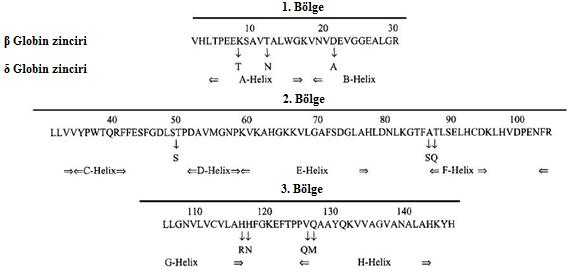 1. Bölge
10 20 30
β Globin zinciri VHLTPEEKSAVTALWGKVNVDEVGGEALGR
↓ ↓ ↓
δ Globin zinciri T N A
⇐ A-Helix ⇒ ⇐ B-Helix
2. Bölge
40 50 60 70 80 90 100
LLVVYPWTQRFFESFGDLSTPDAVMGNPKVKAHGKKVLGAFSDGLAHLDNLKGTFATLSELHCDKLHVDPENFR
↓ ↓↓
S SQ
⇒ ⇐C-Helix⇒ ⇐D-Helix⇒⇐ E-Helix ⇒ ⇐ F-Helix ⇒ ⇒
3. Bölge
110 120 130 140
LLGNVLVCVLAHHFGKEFTPPVQAAYQKVVAGVANALAHKYH
↓↓ ↓↓
RN QM
G-Helix ⇒ ⇐ H-Helix ⇒